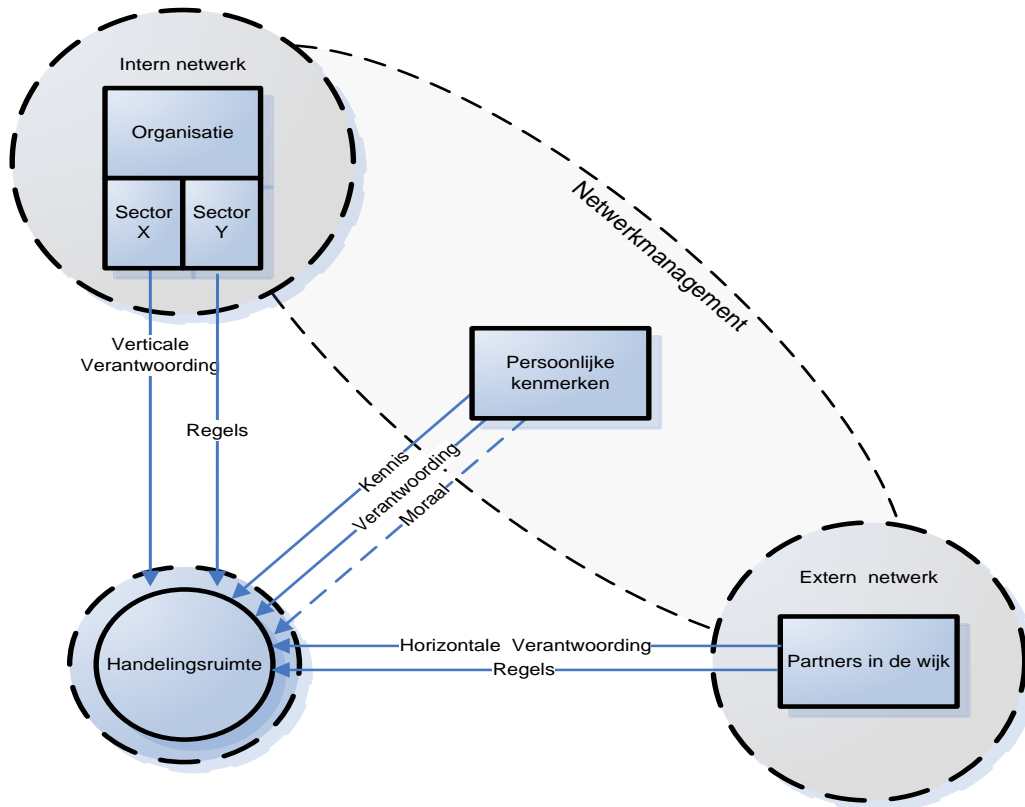 Intern netwerk
Organisatie
Sector
X
Sector
Y
Netwerkmanagement
Verticale
Verantwoording
Regels
Persoonlijke
kenmerken
Kennis
Verantwoording
Moraal
Extern netwerk
Partners in de wijk
Horizontale Verantwoording
Regels
Handelingsruimte